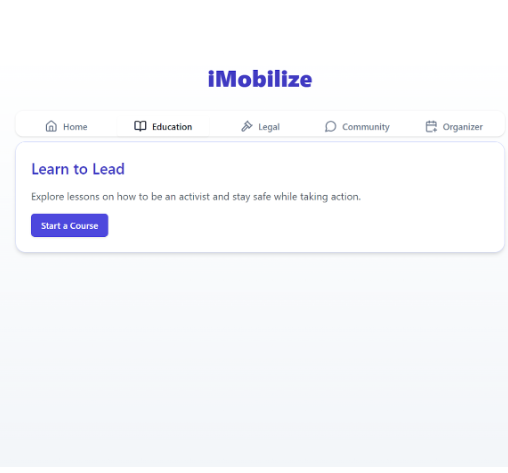 iMobilize
Home Education Legal Community Organizer
Learn to Lead
Explore lessons on how to be an activist and stay safe while taking action.
Start a Course